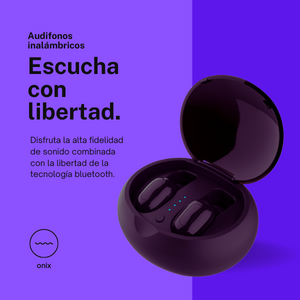 Audifonos
inalámbricos
Escucha
con
libertad.
Disfruta la alta fidelidad
de sonido combinada
con la libertad de la
tecnología bluetooth.
onix